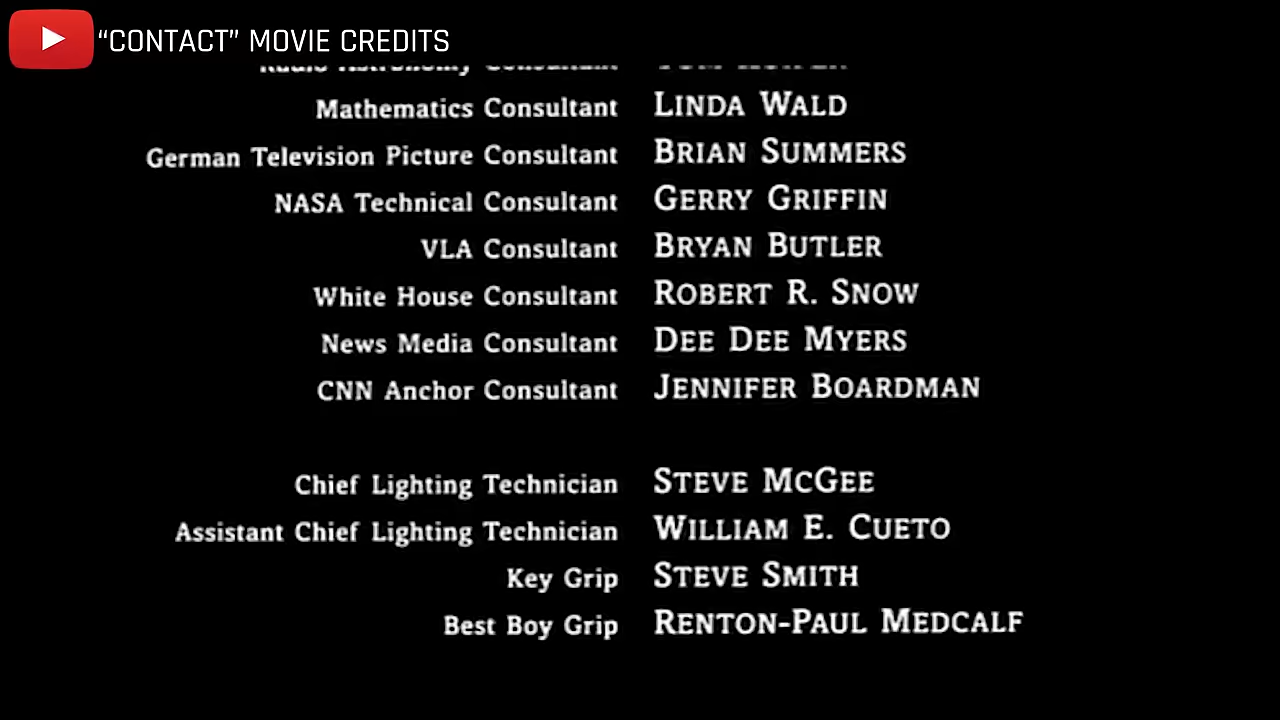 “CONTACT” MOVIE CREDITS
Radio Astronomy Consultant
Mathematics Consultant LINDA WALD
German Television Picture Consultant BRIAN SUMMERS
NASA Technical Consultant GERRY GRIFFIN
VLA Consultant BRYAN BUTLER
White House Consultant ROBERT R. SNOW
News Media Consultant DEE DEE MYERS
CNN Anchor Consultant JENNIFER BOARDMAN
Chief Lighting Technician STEVE MCGEE
Assistant Chief Lighting Technician WILLIAM E. CUETO
Key Grip STEVE SMITH
Best Boy Grip RENTON-PAUL MEDCALF